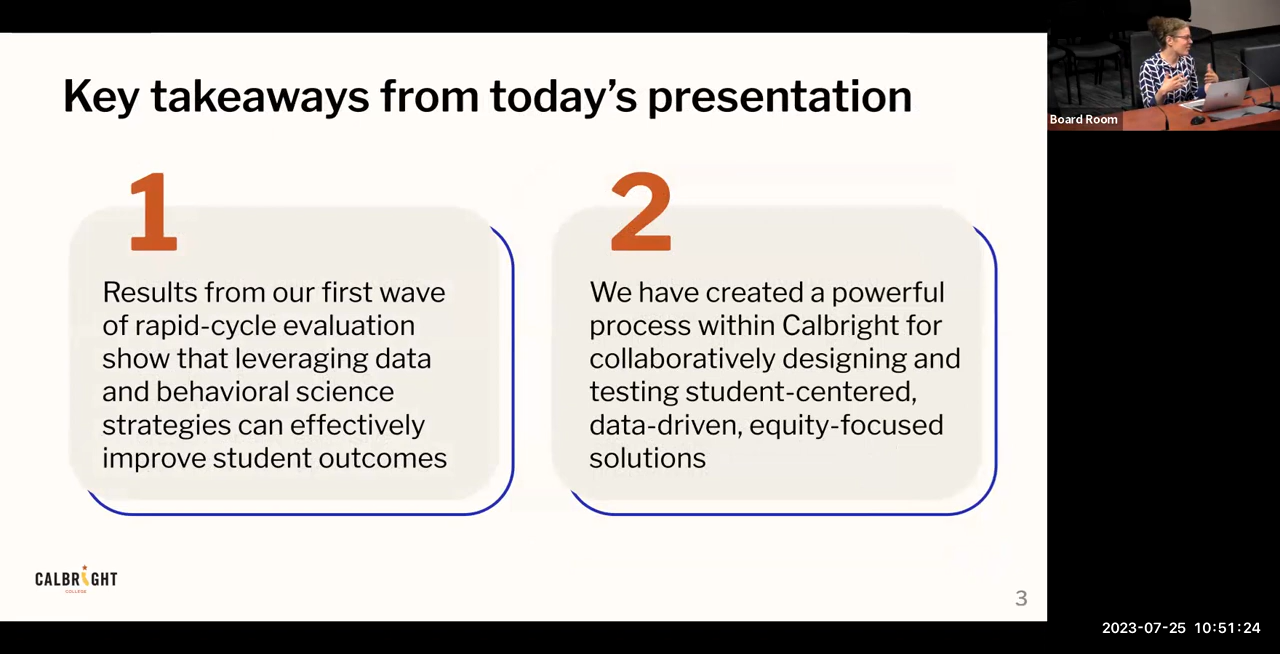 Key takeaways from today's presentation
1
Results from our first wave
of rapid-cycle evaluation
show that leveraging data
and behavioral science
strategies can effectively
improve student outcomes
2
We have created a powerful
process within Calbright for
collaboratively designing and
testing student-centered,
data-driven, equity-focused
solutions
CALBRIGHT
COLLEGE
3
Board Room
2023-07-25 10:51:24